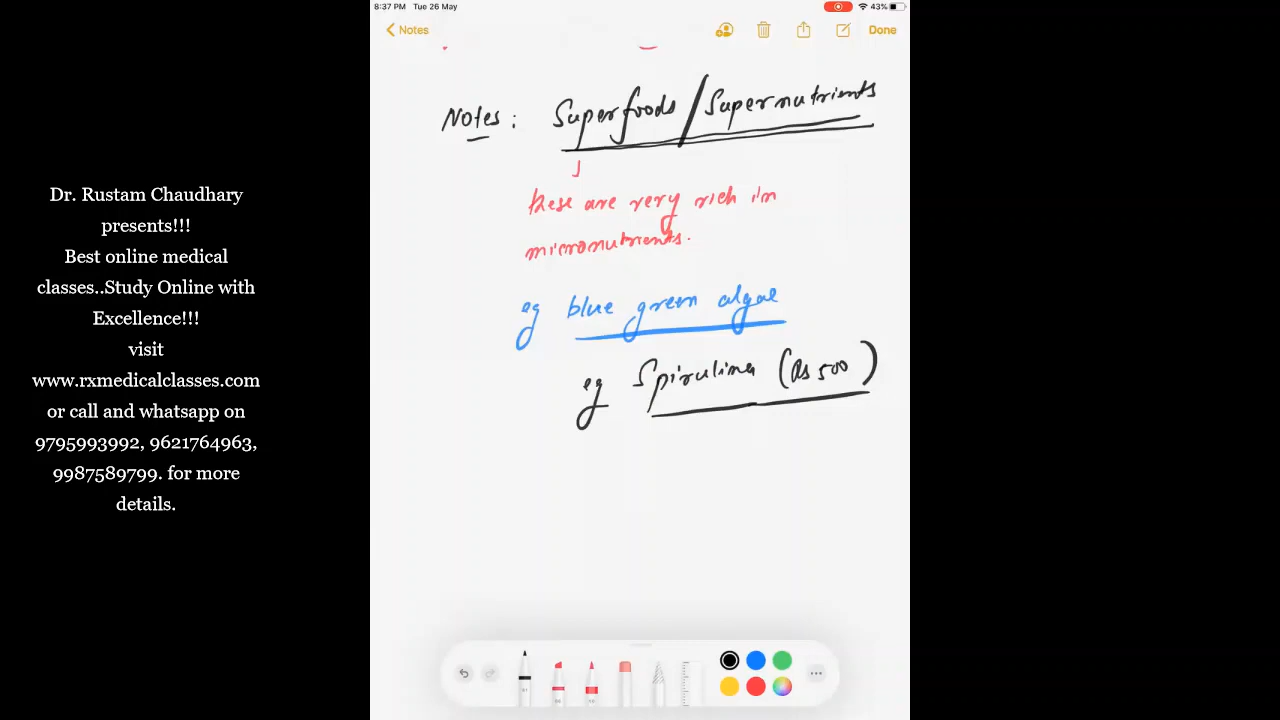 8:37 PM Tue 26 May
43%
Notes
Done
Notes : Superfoods / Supernutrients
these are very rich in
micronutrients.
eg blue green algae
eg Spirulina (Rs 500)
Dr. Rustam Chaudhary
presents!!!
Best online medical
classes..Study Online with
Excellence!!!
visit
www.rxmedicalclasses.com
or call and whatsapp on
9795993992, 9621764963,
9987589799. for more
details.